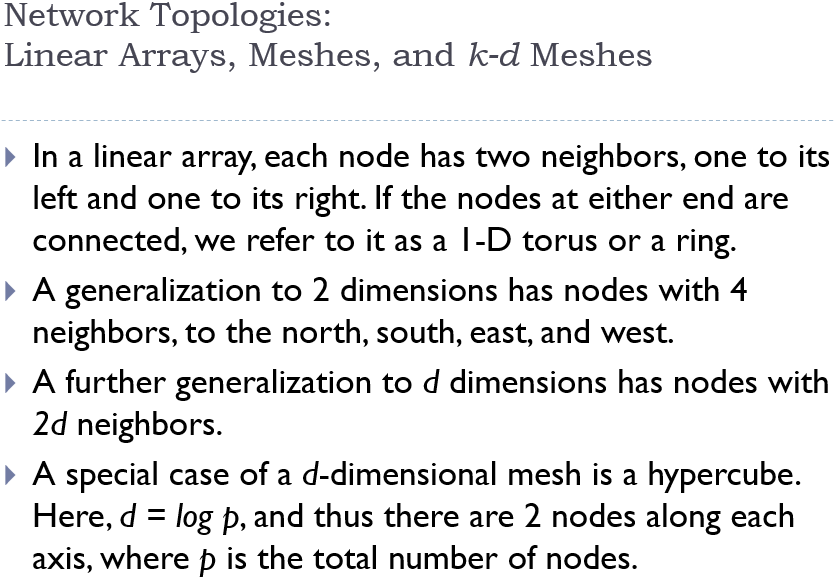 Network Topologies:
Linear Arrays, Meshes, and k-d Meshes
In a linear array, each node has two neighbors, one to its
left and one to its right. If the nodes at either end are
connected, we refer to it as a 1-D torus or a ring.
A generalization to 2 dimensions has nodes with 4
neighbors, to the north, south, east, and west.
A further generalization to d dimensions has nodes with
2d neighbors.
A special case of a d-dimensional mesh is a hypercube.
Here, d = log p, and thus there are 2 nodes along each
axis, where p is the total number of nodes.